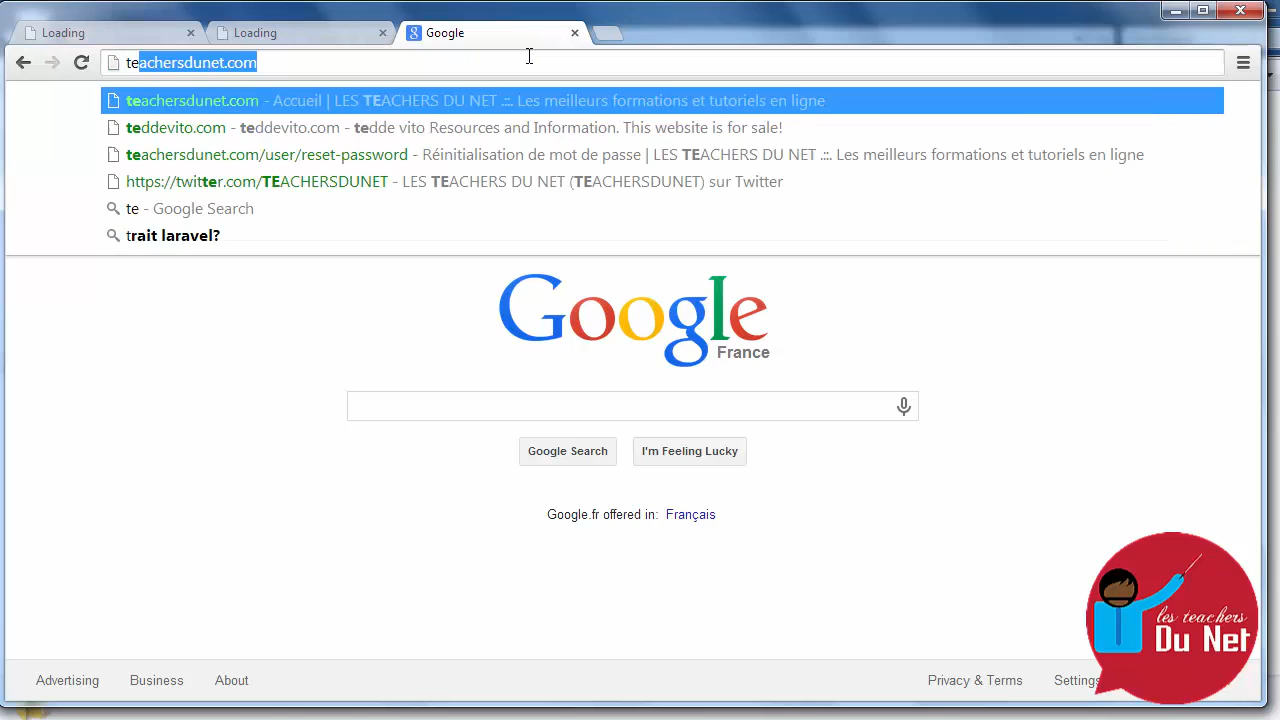 Loading
Loading
Google
teachersdunet.com
teachersdunet.com - Accueil | LES TEACHERS DU NET .::. Les meilleurs formations et tutoriels en ligne
teddevito.com - teddevito.com - tedde vito Resources and Information. This website is for sale!
teachersdunet.com/user/reset-password - Réinitialisation de mot de passe | LES TEACHERS DU NET .::. Les meilleurs formations et tutoriels en ligne
https://twitter.com/TEACHERSDUNET - LES TEACHERS DU NET (TEACHERSDUNET) sur Twitter
te - Google Search
trait laravel?
Google
France
Google Search
I'm Feeling Lucky
Google.fr offered in: Français
les teachers
Du Net
Advertising
Business
About
Privacy & Terms
Settings